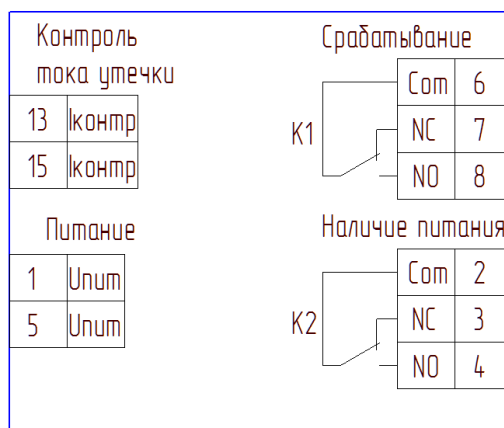 Контроль
тока утечки
13 Iконтр
15 Iконтр
Питание
1 Uпит
5 Uпит
Срабатывание
K1
Com 6
NC 7
NO 8
Наличие питания
K2
Com 2
NC 3
NO 4